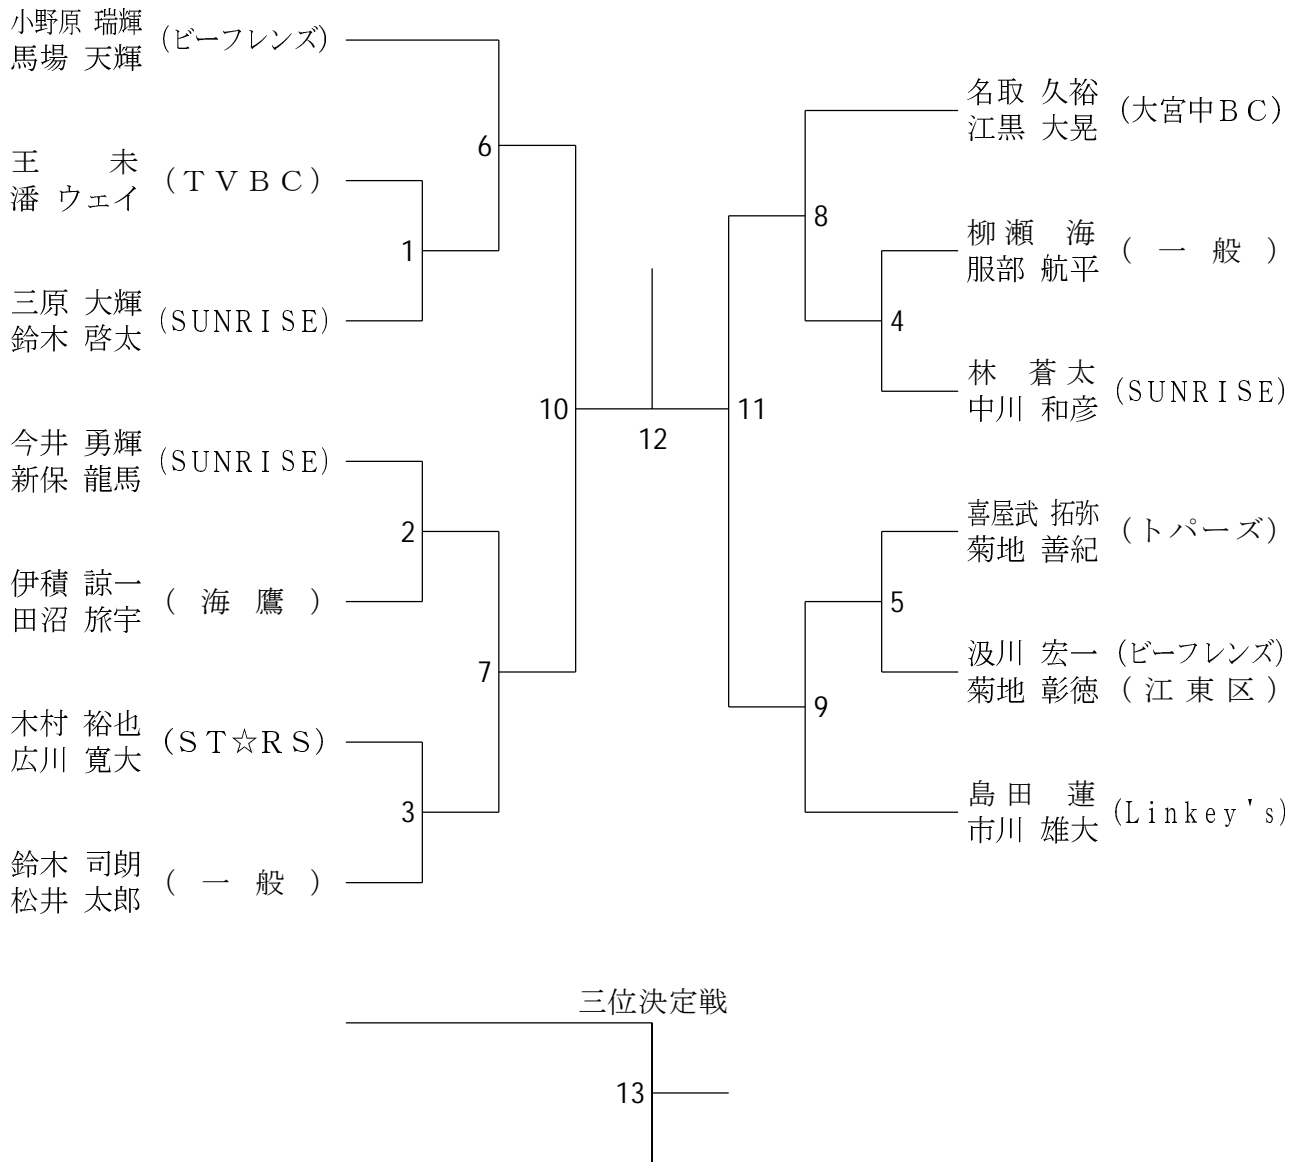 小野原 瑞輝
馬場 天輝
(ビーフレンズ)
6
王 未
潘 ウェイ
(ＴＶＢＣ)
1
三原 大輝
鈴木 啓太
(SUNRISE)
10
今井 勇輝
新保 龍馬
(SUNRISE)
2
伊積 諒一
田沼 旅宇
( 海 鷹 )
7
木村 裕也
広川 寛大
(ＳＴ☆ＲＳ)
3
鈴木 司朗
松井 太郎
( 一 般 )
12
名取 久裕
江黒 大晃
(大宮中ＢＣ)
8
柳瀬 海
服部 航平
( 一 般 )
4
林 蒼太
中川 和彦
(SUNRISE)
11
喜屋武 拓弥
菊地 善紀
(トパーズ)
5
汲川 宏一 (ビーフレンズ)
菊地 彰徳 (江東区)
9
島田 蓮
市川 雄大
(Linkey's)
三位決定戦
13